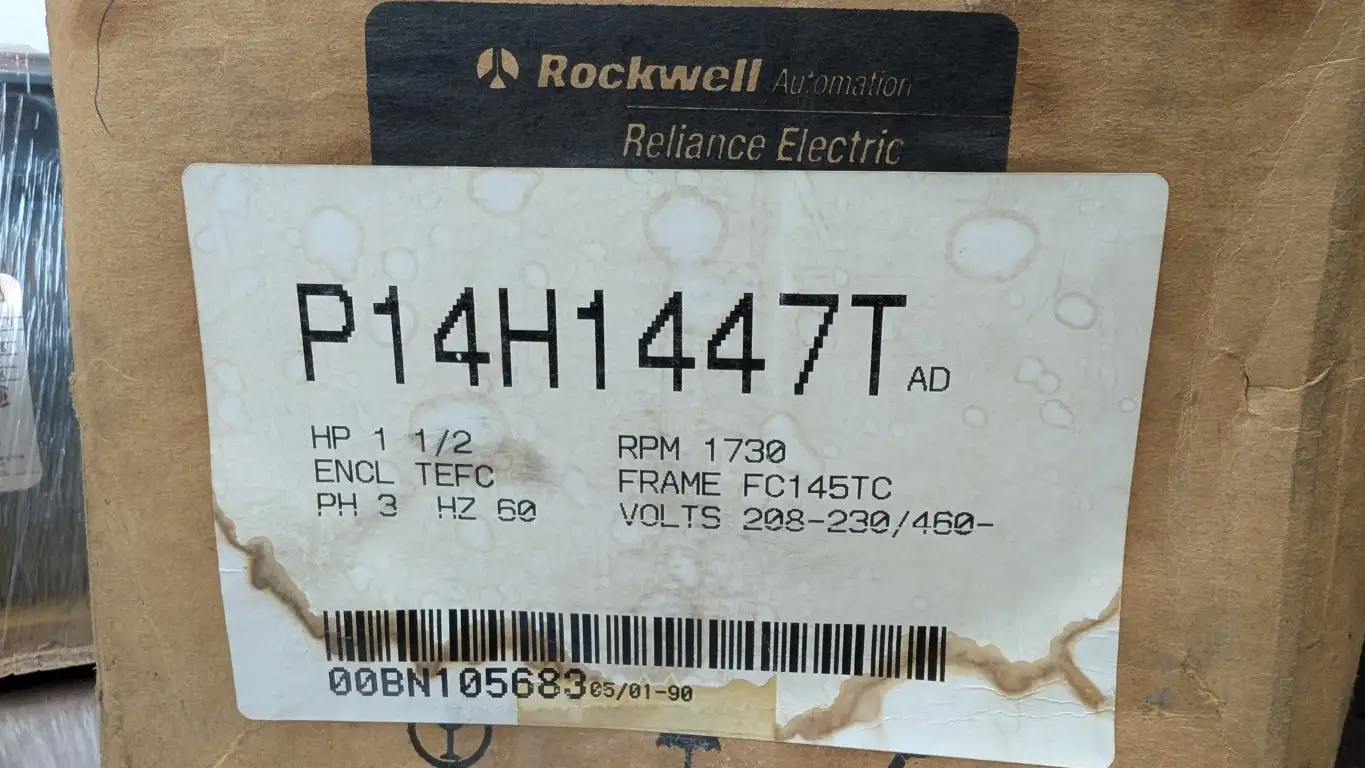 Rockwell Automation
Reliance Electric
P14H1447T AD
HP 1 1/2 RPM 1730
ENCL TEFC FRAME FC145TC
PH 3 HZ 60 VOLTS 208-230/460-
00BN105683 05/01-90